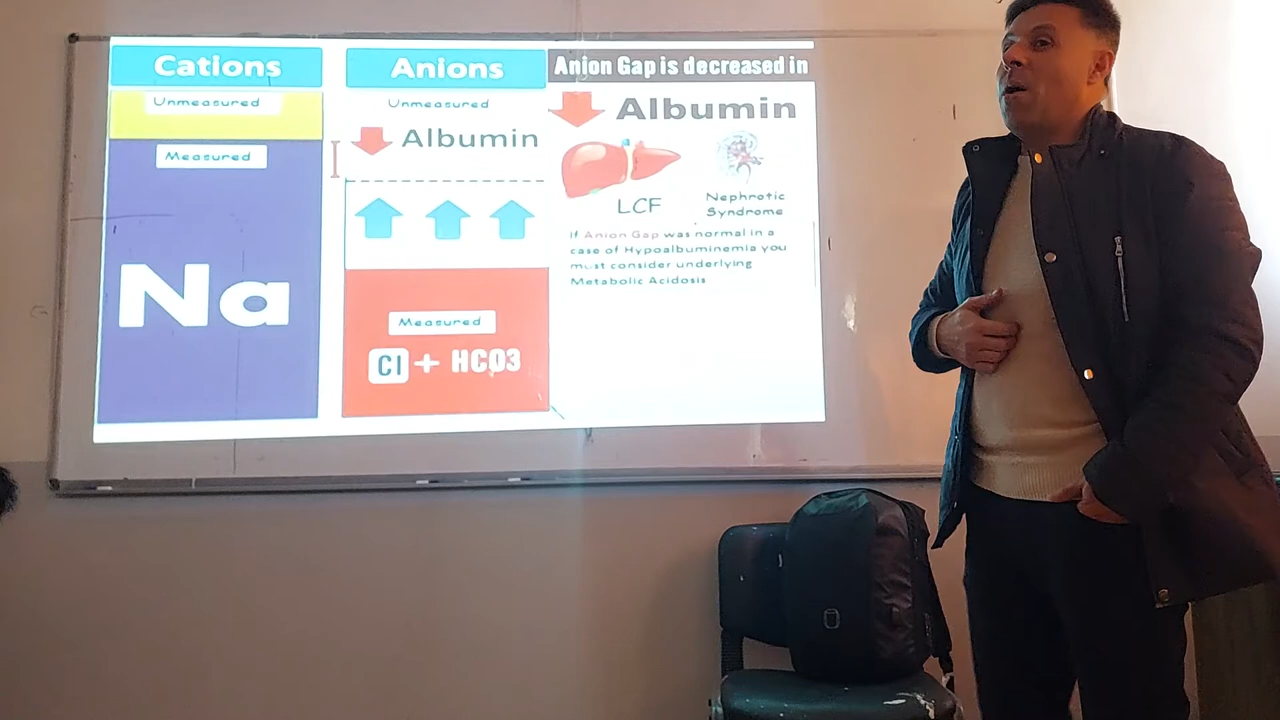 Cations
Unmeasured
Measured
Na
Anions
Unmeasured
Albumin
Measured
Cl + HCO3
Anion Gap is decreased in
Albumin
LCF
Nephrotic
Syndrome
If Anion Gap was normal in a
case of Hypoalbuminemia you
must consider underlying
Metabolic Acidosis